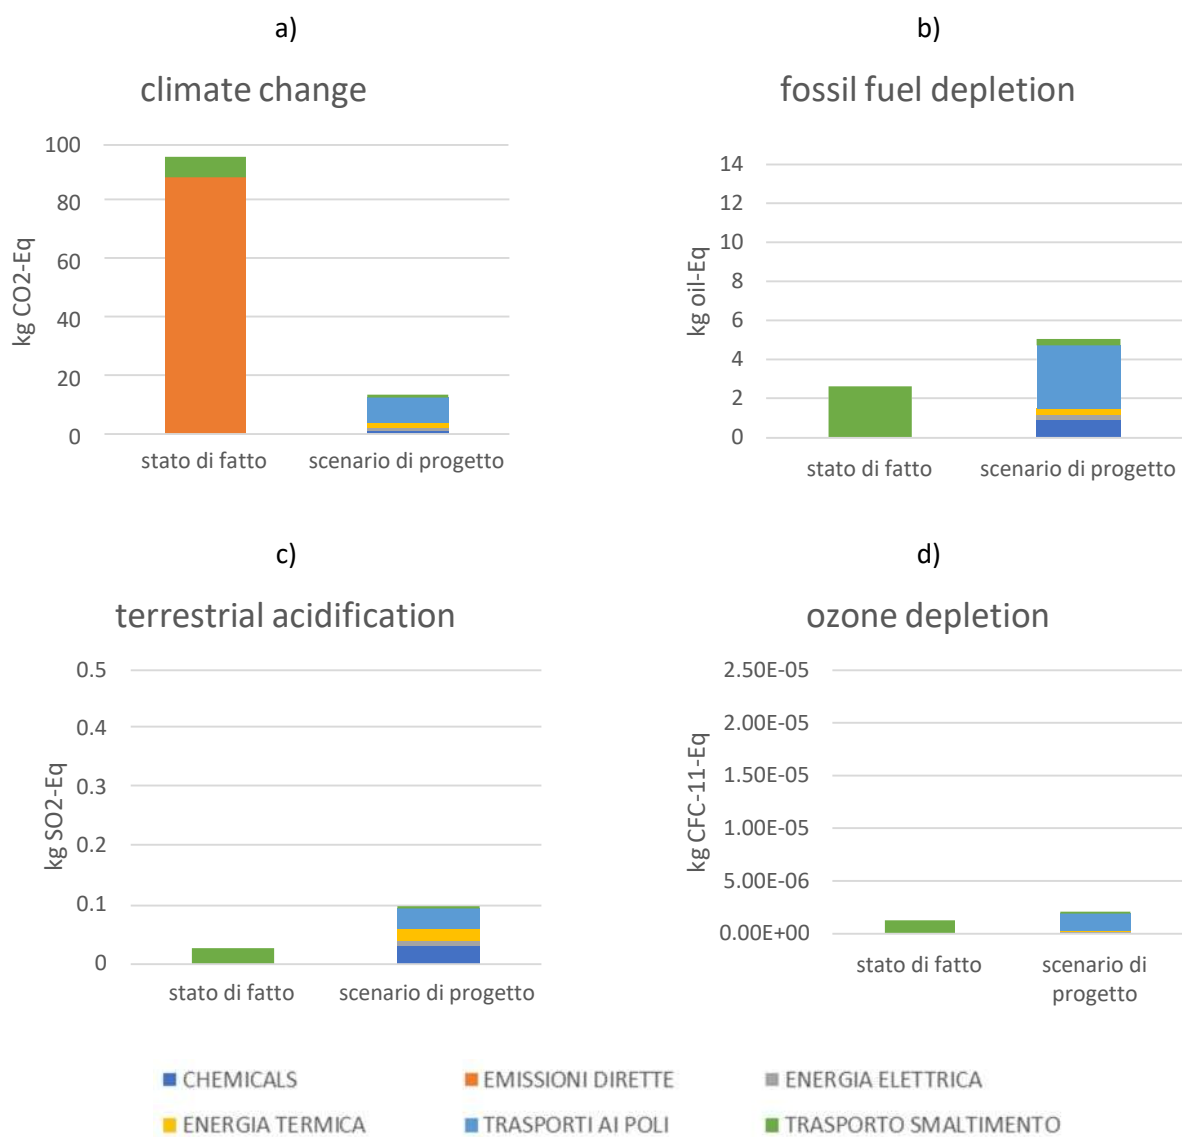 a)
climate change
kg CO2-Eq
100
80
60
40
20
0
stato di fatto
scenario di progetto
b)
fossil fuel depletion
kg oil-Eq
14
12
10
8
6
4
2
0
stato di fatto
scenario di progetto
c)
terrestrial acidification
kg SO2-Eq
0.5
0.4
0.3
0.2
0.1
0
stato di fatto
scenario di progetto
d)
ozone depletion
kg CFC-11-Eq
2.50E-05
2.00E-05
1.50E-05
1.00E-05
5.00E-06
0.00E+00
stato di fatto
scenario di
progetto
CHEMICALS
EMISSIONI DIRETTE
ENERGIA ELETTRICA
ENERGIA TERMICA
TRASPORTI AI POLI
TRASPORTO SMALTIMENTO